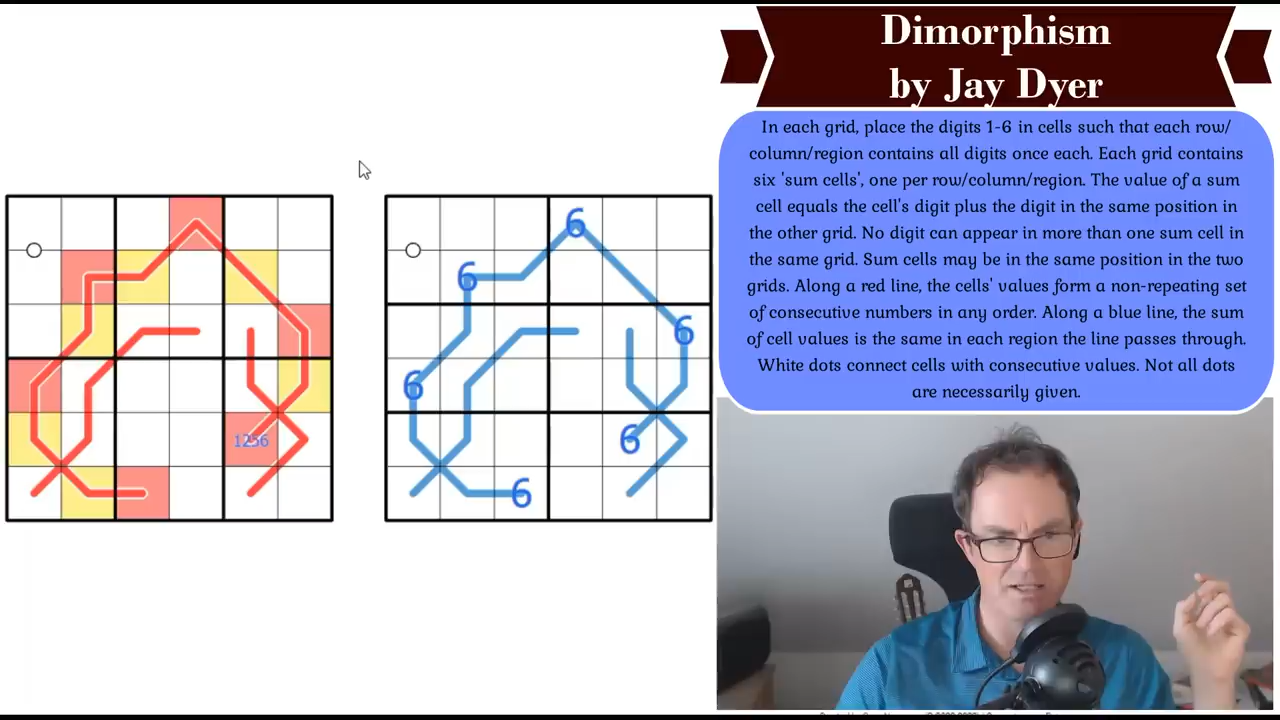 Dimorphism
by Jay Dyer
In each grid, place the digits 1-6 in cells such that each row/
column/region contains all digits once each. Each grid contains
six 'sum cells', one per row/column/region. The value of a sum
cell equals the cell's digit plus the digit in the same position in
the other grid. No digit can appear in more than one sum cell in
the same grid. Sum cells may be in the same position in the two
grids. Along a red line, the cells' values form a non-repeating set
of consecutive numbers in any order. Along a blue line, the sum
of cell values is the same in each region the line passes through.
White dots connect cells with consecutive values. Not all dots
are necessarily given.
6
6
6
6
1256
6
6